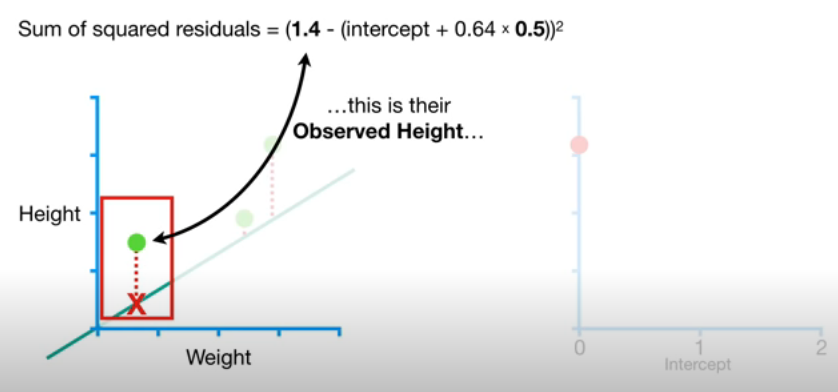 Sum of squared residuals = (1.4 - (intercept + 0.64 × 0.5))²
...this is their
Observed Height...
Height
X
Weight
0
1
2
Intercept